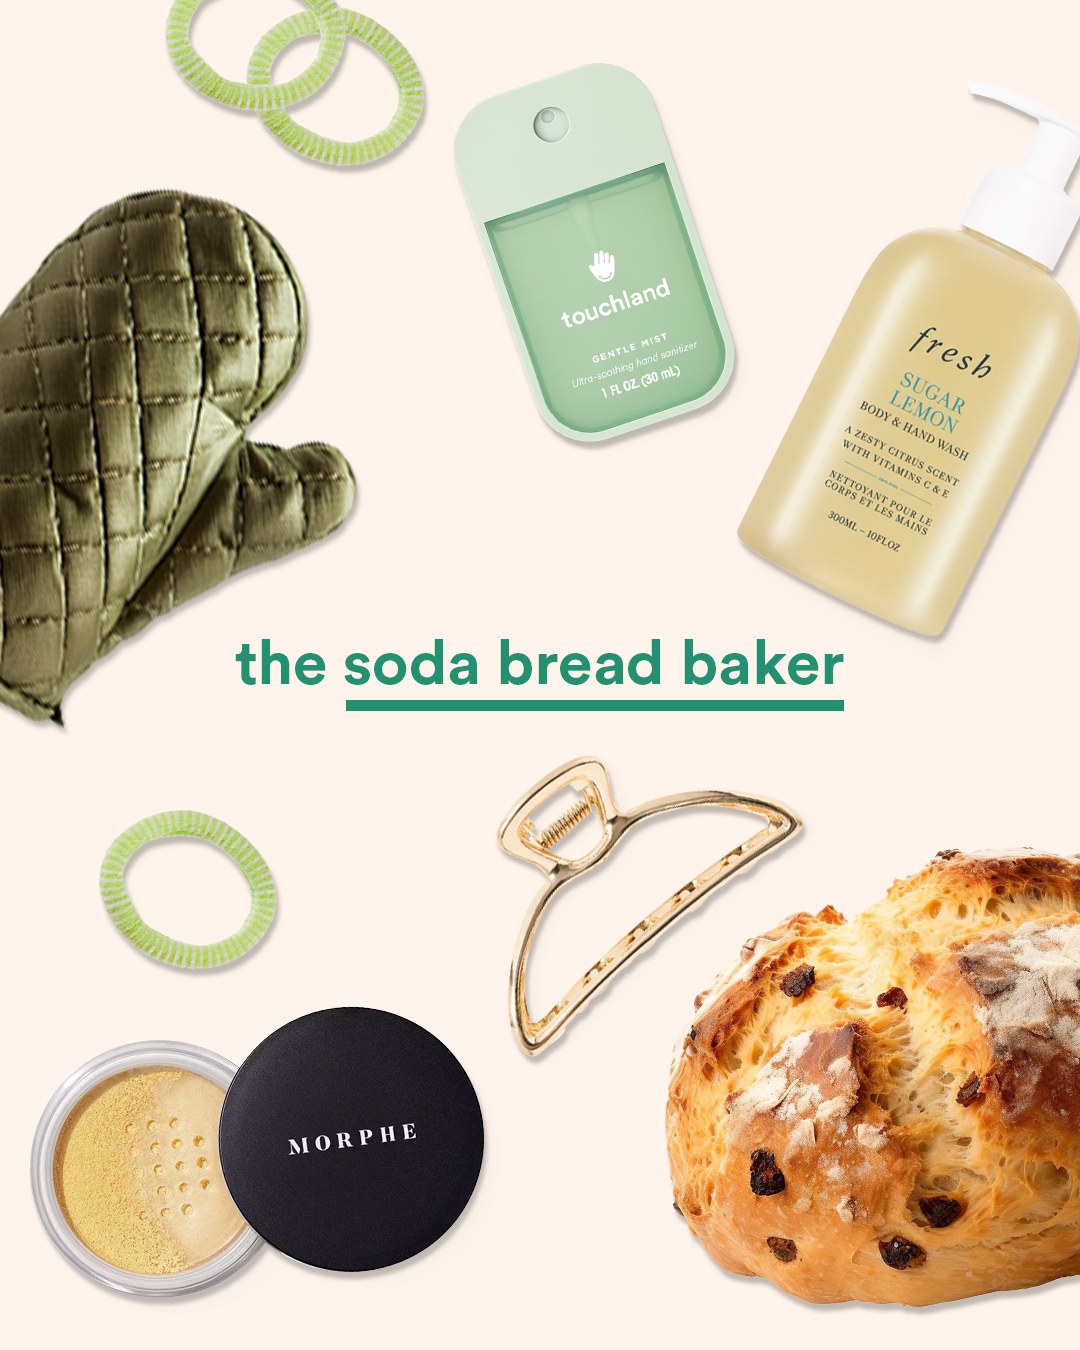 touchland
GENTLE MIST
Ultra-soothing hand sanitizer
1 FL OZ. (30 mL)
fresh
SUGAR
LEMON
BODY & HAND WASH
A ZESTY CITRUS SCENT
WITH VITAMINS C & E
NETTOYANT POUR LE
CORPS ET LES MAINS
300ML – 10FLOZ
the soda bread baker
MORPHE